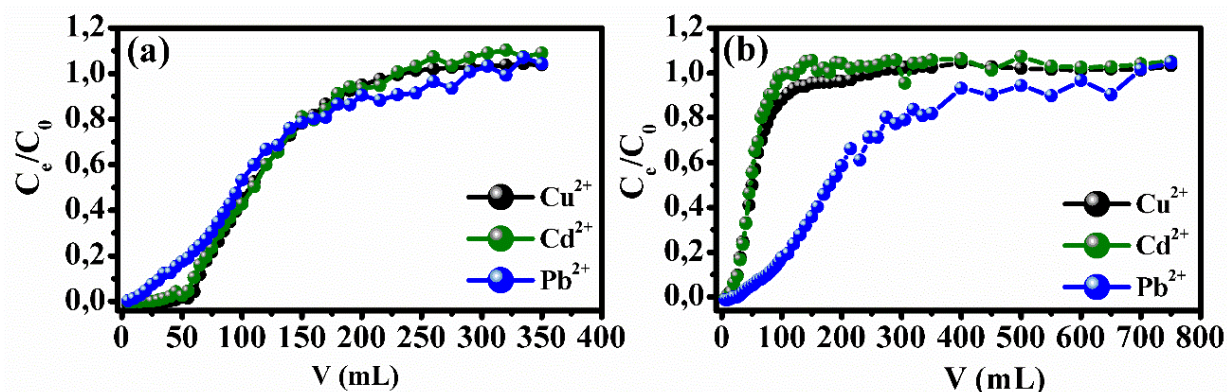 (a)
1,2
1,0
0,8
0,6
0,4
0,2
0,0
Cₑ/C₀
Cu²⁺
Cd²⁺
Pb²⁺
0 50 100 150 200 250 300 350 400
V (mL)
(b)
1,2
1,0
0,8
0,6
0,4
0,2
0,0
Cₑ/C₀
Cu²⁺
Cd²⁺
Pb²⁺
0 100 200 300 400 500 600 700 800
V (mL)